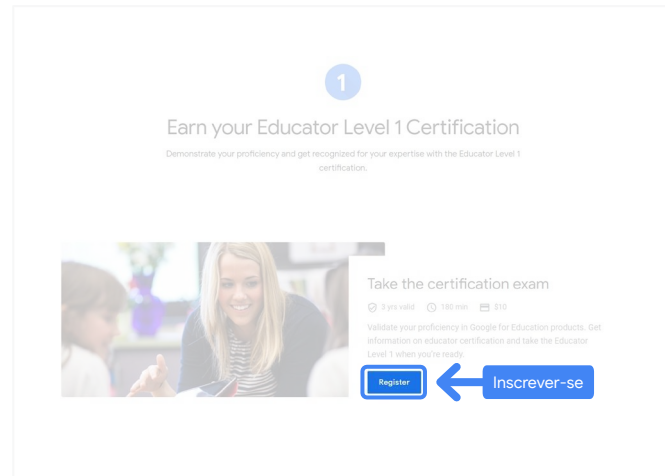 1
Earn your Educator Level 1 Certification
Demonstrate your proficiency and get recognized for your expertise with the Educator Level 1
certification.
Take the certification exam
3 yrs valid 180 min $10
Validate your proficiency in Google for Education products. Get
information on educator certification and take the Educator
Level 1 when you're ready.
Register
Inscrever-se